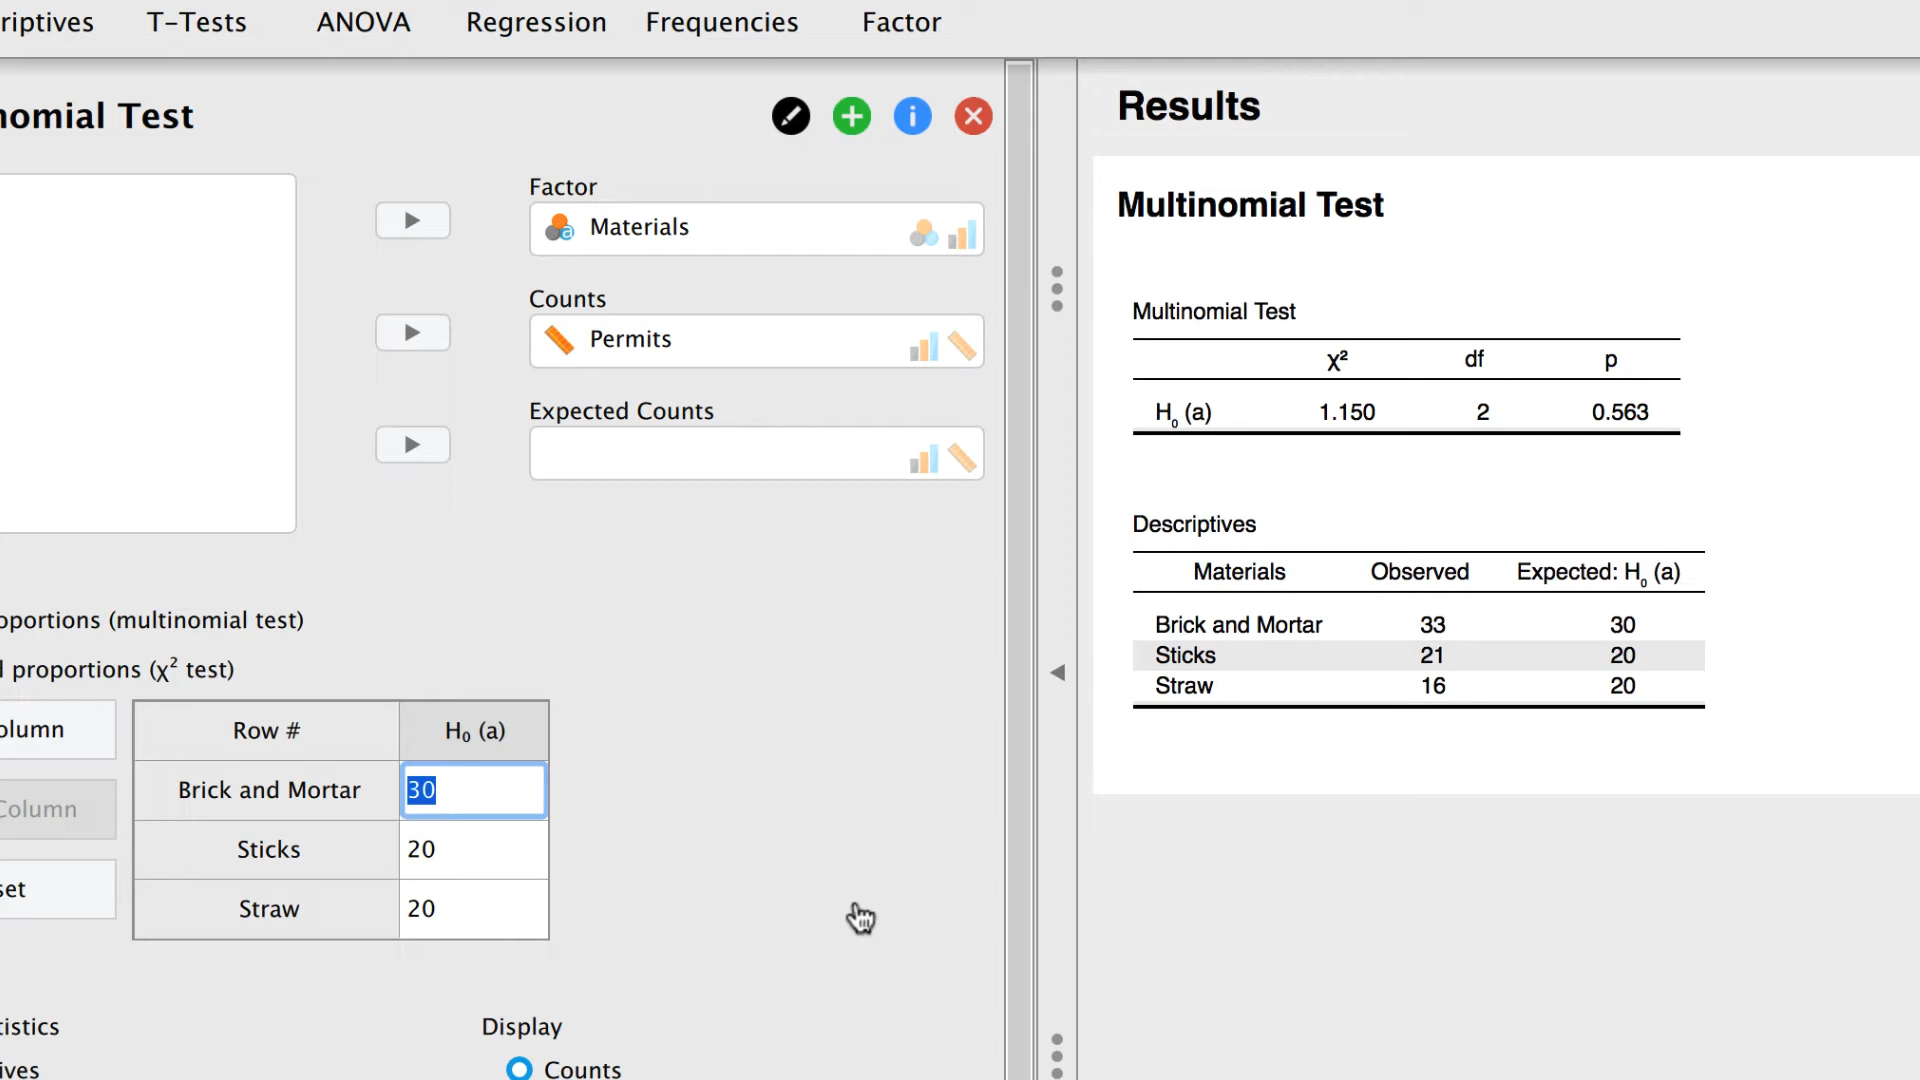 riptives T-Tests ANOVA Regression Frequencies Factor
nomial Test
Factor
Materials
Counts
Permits
Expected Counts
oportions (multinomial test)
l proportions (χ² test)
olumn
Column
set
Row # H₀ (a)
Brick and Mortar 30
Sticks 20
Straw 20
tistics
ives
Display
Counts
Results
Multinomial Test
Multinomial Test
χ² df p
H₀ (a) 1.150 2 0.563
Descriptives
Materials Observed Expected: H₀ (a)
Brick and Mortar 33 30
Sticks 21 20
Straw 16 20